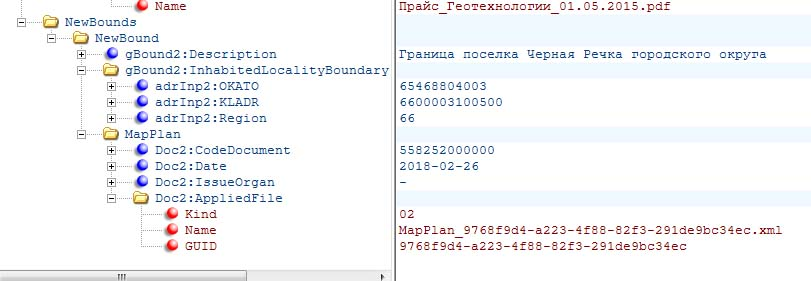 Name Прайс_Геотехнологии_01.05.2015.pdf
NewBounds
NewBound
gBound2:Description Граница поселка Черная Речка городского округа
gBound2:InhabitedLocalityBoundary
adrInp2:OKATO 65468804003
adrInp2:KLADR 6600003100500
adrInp2:Region 66
MapPlan
Doc2:CodeDocument 558252000000
Doc2:Date 2018-02-26
Doc2:IssueOrgan -
Doc2:AppliedFile
Kind 02
Name MapPlan_9768f9d4-a223-4f88-82f3-291de9bc34ec.xml
GUID 9768f9d4-a223-4f88-82f3-291de9bc34ec